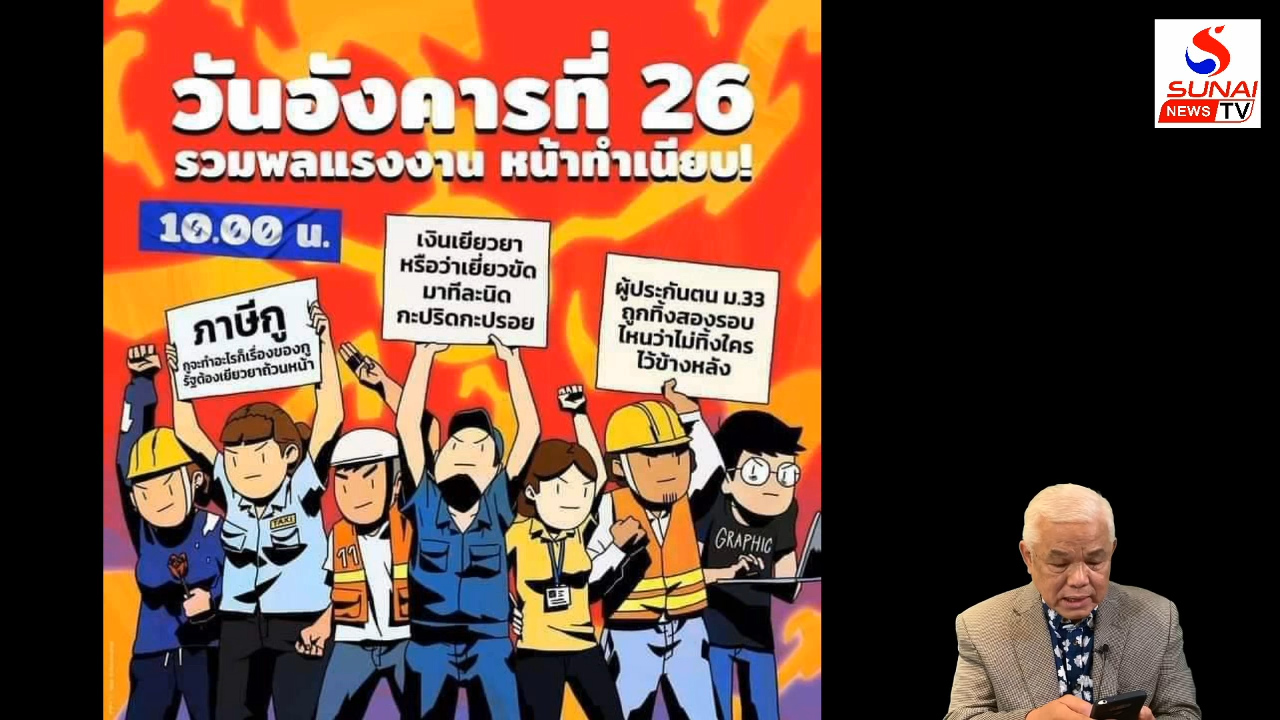 วันอังคารที่ 26
รวมพลแรงงาน หน้าทำเนียบ!
10.00 น.
ภาษีกู
กูจะทำอะไรก็เรื่องของกู
รัฐต้องเยียวยาถ้วนหน้า
เงินเยียวยา
หรือว่าเยี่ยวขัด
มาทีละนิด
กะปริดกะปรอย
ผู้ประกันตน ม.33
ถูกทิ้งสองรอบ
ไหนว่าไม่ทิ้งใคร
ไว้ข้างหลัง
TAXI
11
GRAPHIC
SUNAI
NEWS TV